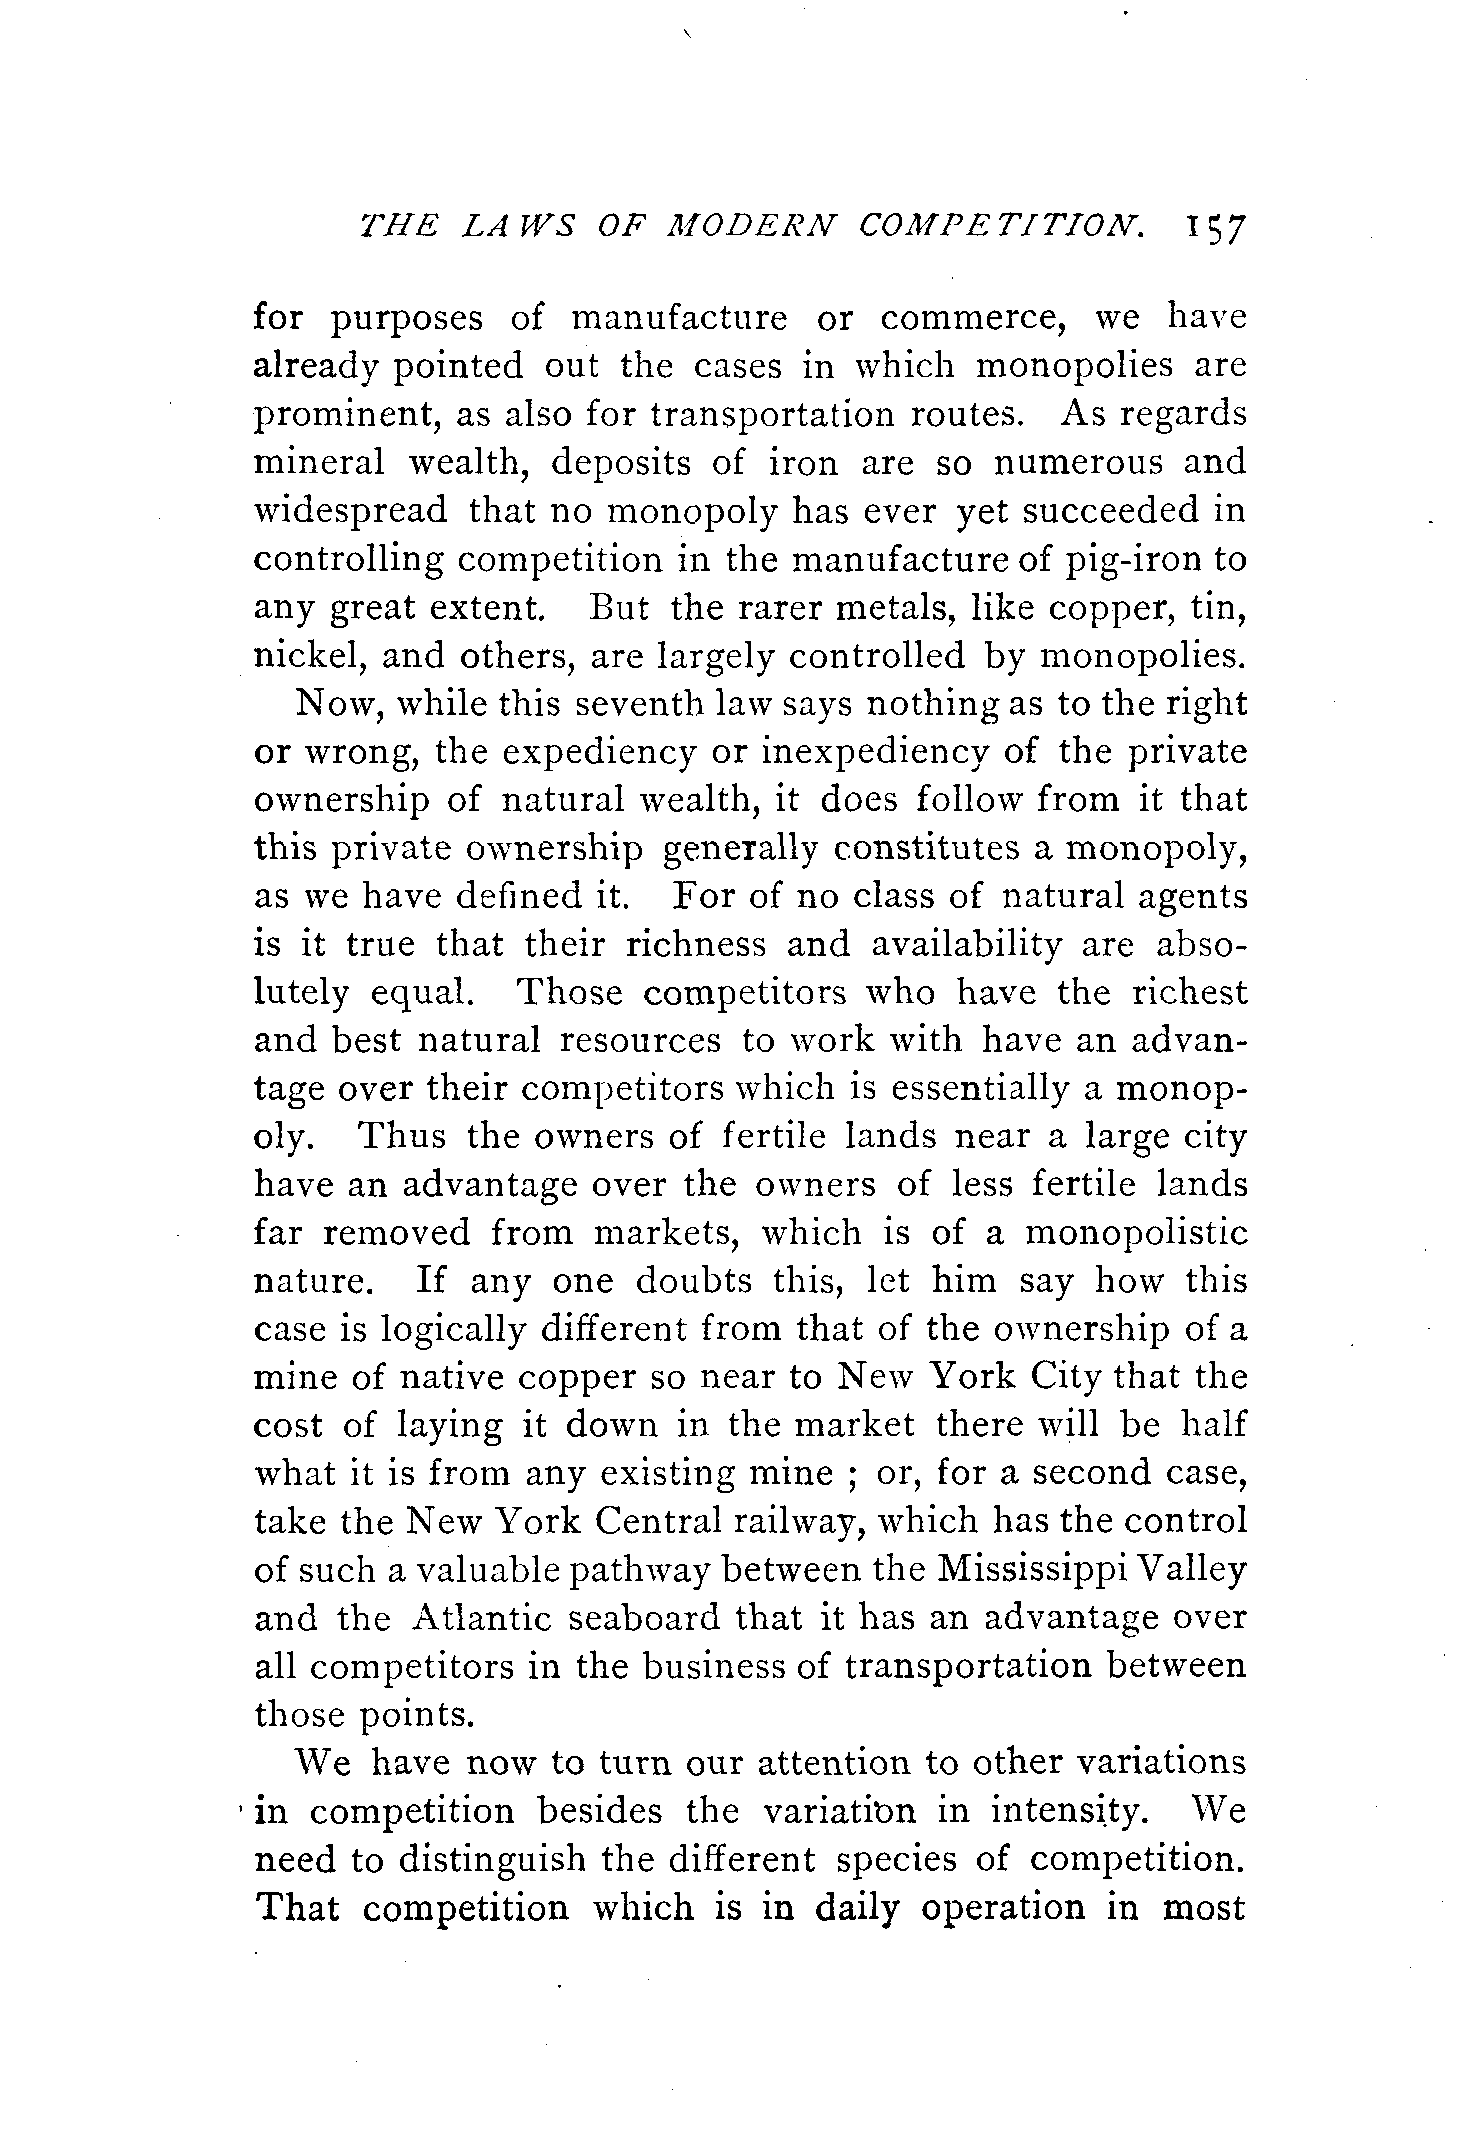 THE LAWS OF MODERN COMPETITION. 157
for purposes of manufacture or commerce, we have
already pointed out the cases in which monopolies are
prominent, as also for transportation routes. As regards
mineral wealth, deposits of iron are so numerous and
widespread that no monopoly has ever yet succeeded in
controlling competition in the manufacture of pig-iron to
any great extent. But the rarer metals, like copper, tin,
nickel, and others, are largely controlled by monopolies.
Now, while this seventh law says nothing as to the right
or wrong, the expediency or inexpediency of the private
ownership of natural wealth, it does follow from it that
this private ownership generally constitutes a monopoly,
as we have defined it. For of no class of natural agents
is it true that their richness and availability are abso-
lutely equal. Those competitors who have the richest
and best natural resources to work with have an advan-
tage over their competitors which is essentially a monop-
oly. Thus the owners of fertile lands near a large city
have an advantage over the owners of less fertile lands
far removed from markets, which is of a monopolistic
nature. If any one doubts this, let him say how this
case is logically different from that of the ownership of a
mine of native copper so near to New York City that the
cost of laying it down in the market there will be half
what it is from any existing mine ; or, for a second case,
take the New York Central railway, which has the control
of such a valuable pathway between the Mississippi Valley
and the Atlantic seaboard that it has an advantage over
all competitors in the business of transportation between
those points.
We have now to turn our attention to other variations
in competition besides the variation in intensity. We
need to distinguish the different species of competition.
That competition which is in daily operation in most